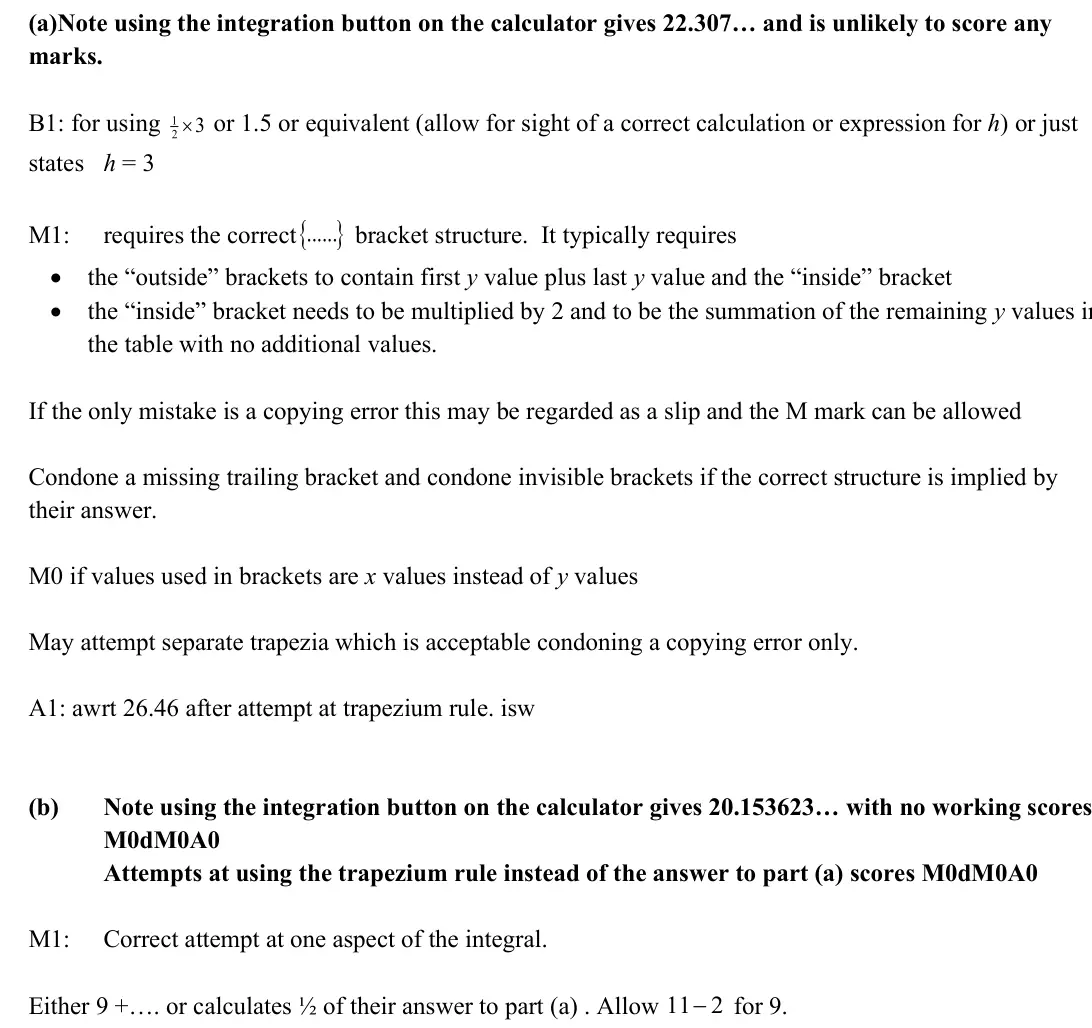 (a)Note using the integration button on the calculator gives 22.307… and is unlikely to score any
marks.
B1: for using ½×3 or 1.5 or equivalent (allow for sight of a correct calculation or expression for h) or just
states h = 3
M1: requires the correct {......} bracket structure. It typically requires
• the “outside” brackets to contain first y value plus last y value and the “inside” bracket
• the “inside” bracket needs to be multiplied by 2 and to be the summation of the remaining y values i
the table with no additional values.
If the only mistake is a copying error this may be regarded as a slip and the M mark can be allowed
Condone a missing trailing bracket and condone invisible brackets if the correct structure is implied by
their answer.
M0 if values used in brackets are x values instead of y values
May attempt separate trapezia which is acceptable condoning a copying error only.
A1: awrt 26.46 after attempt at trapezium rule. isw
(b) Note using the integration button on the calculator gives 20.153623… with no working scores
M0dM0A0
Attempts at using the trapezium rule instead of the answer to part (a) scores M0dM0A0
M1: Correct attempt at one aspect of the integral.
Either 9 +…. or calculates ½ of their answer to part (a) . Allow 11−2 for 9.